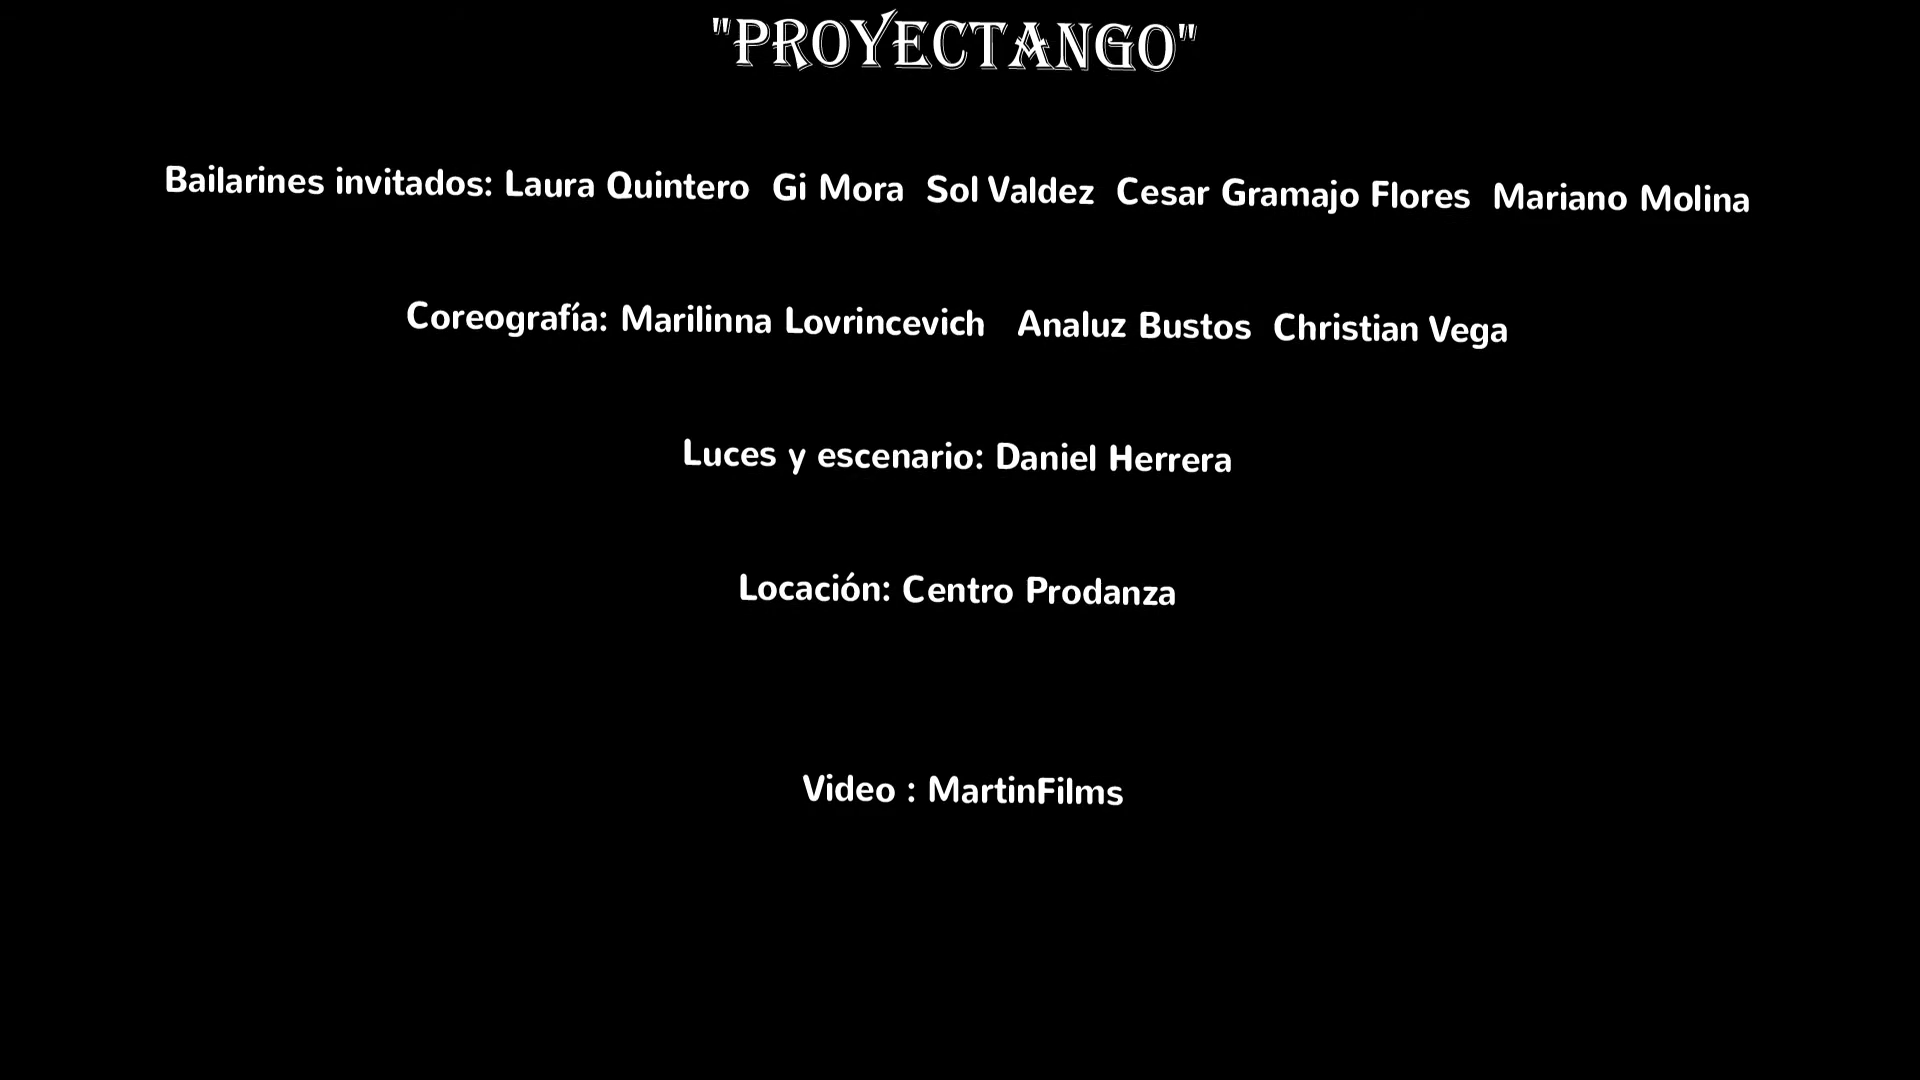 "PROYECTANGO"
Bailarines invitados: Laura Quintero  Gi Mora  Sol Valdez  Cesar Gramajo Flores  Mariano Molina
Coreografía: Marilinna Lovrincevich   Analuz Bustos  Christian Vega
Luces y escenario: Daniel Herrera
Locación: Centro Prodanza
Video : MartinFilms